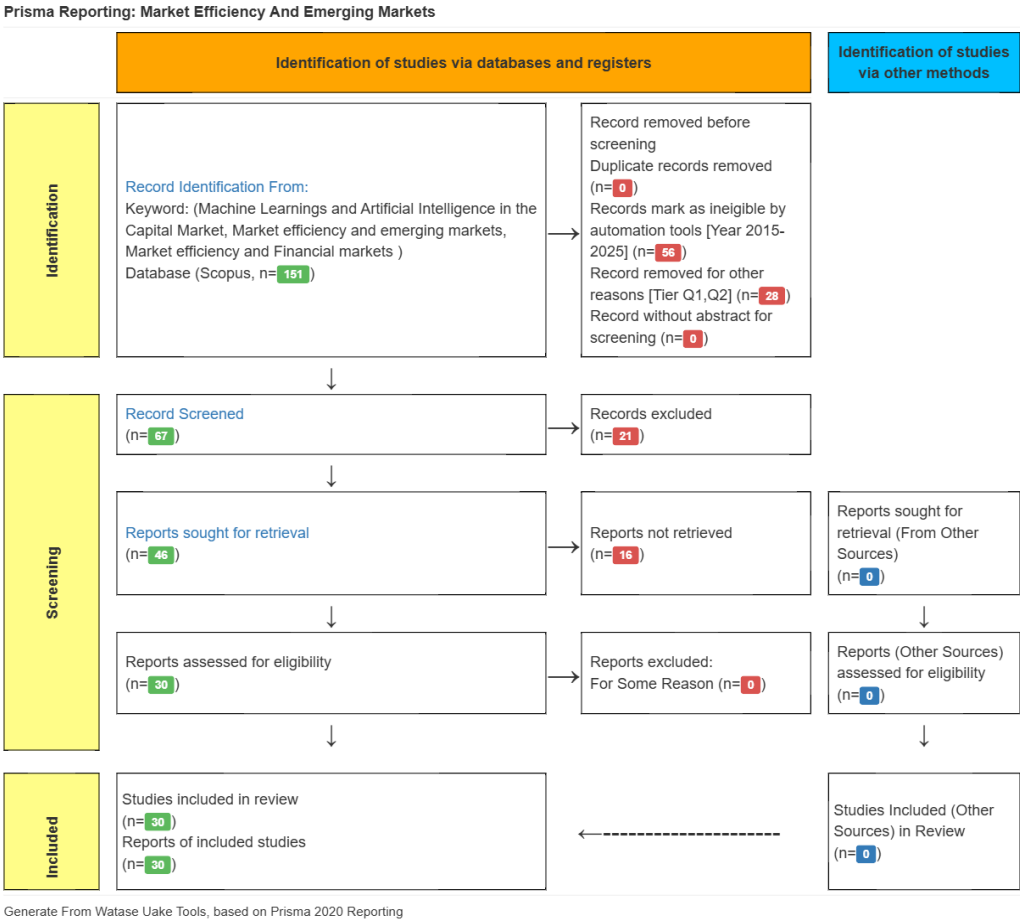 Prisma Reporting: Market Efficiency And Emerging Markets
Identification of studies via databases and registers
Identification of studies
via other methods
Identification
Record Identification From:
Keyword: (Machine Learnings and Artificial Intelligence in the
Capital Market, Market efficiency and emerging markets,
Market efficiency and Financial markets )
Database (Scopus, n= 151 )
Record removed before
screening
Duplicate records removed
(n= 0 )
Records mark as ineigible by
automation tools [Year 2015-
2025] (n= 56 )
Record removed for other
reasons [Tier Q1,Q2] (n= 28 )
Record without abstract for
screening (n= 0 )
Screening
Record Screened
(n= 67 )
Records excluded
(n= 21 )
Reports sought for retrieval
(n= 46 )
Reports not retrieved
(n= 16 )
Reports sought for
retrieval (From Other
Sources)
(n= 0 )
Reports assessed for eligibility
(n= 30 )
Reports excluded:
For Some Reason (n= 0 )
Reports (Other Sources)
assessed for eligibility
(n= 0 )
Included
Studies included in review
(n= 30 )
Reports of included studies
(n= 30 )
Studies Included (Other
Sources) in Review
(n= 0 )
Generate From Watase Uake Tools, based on Prisma 2020 Reporting